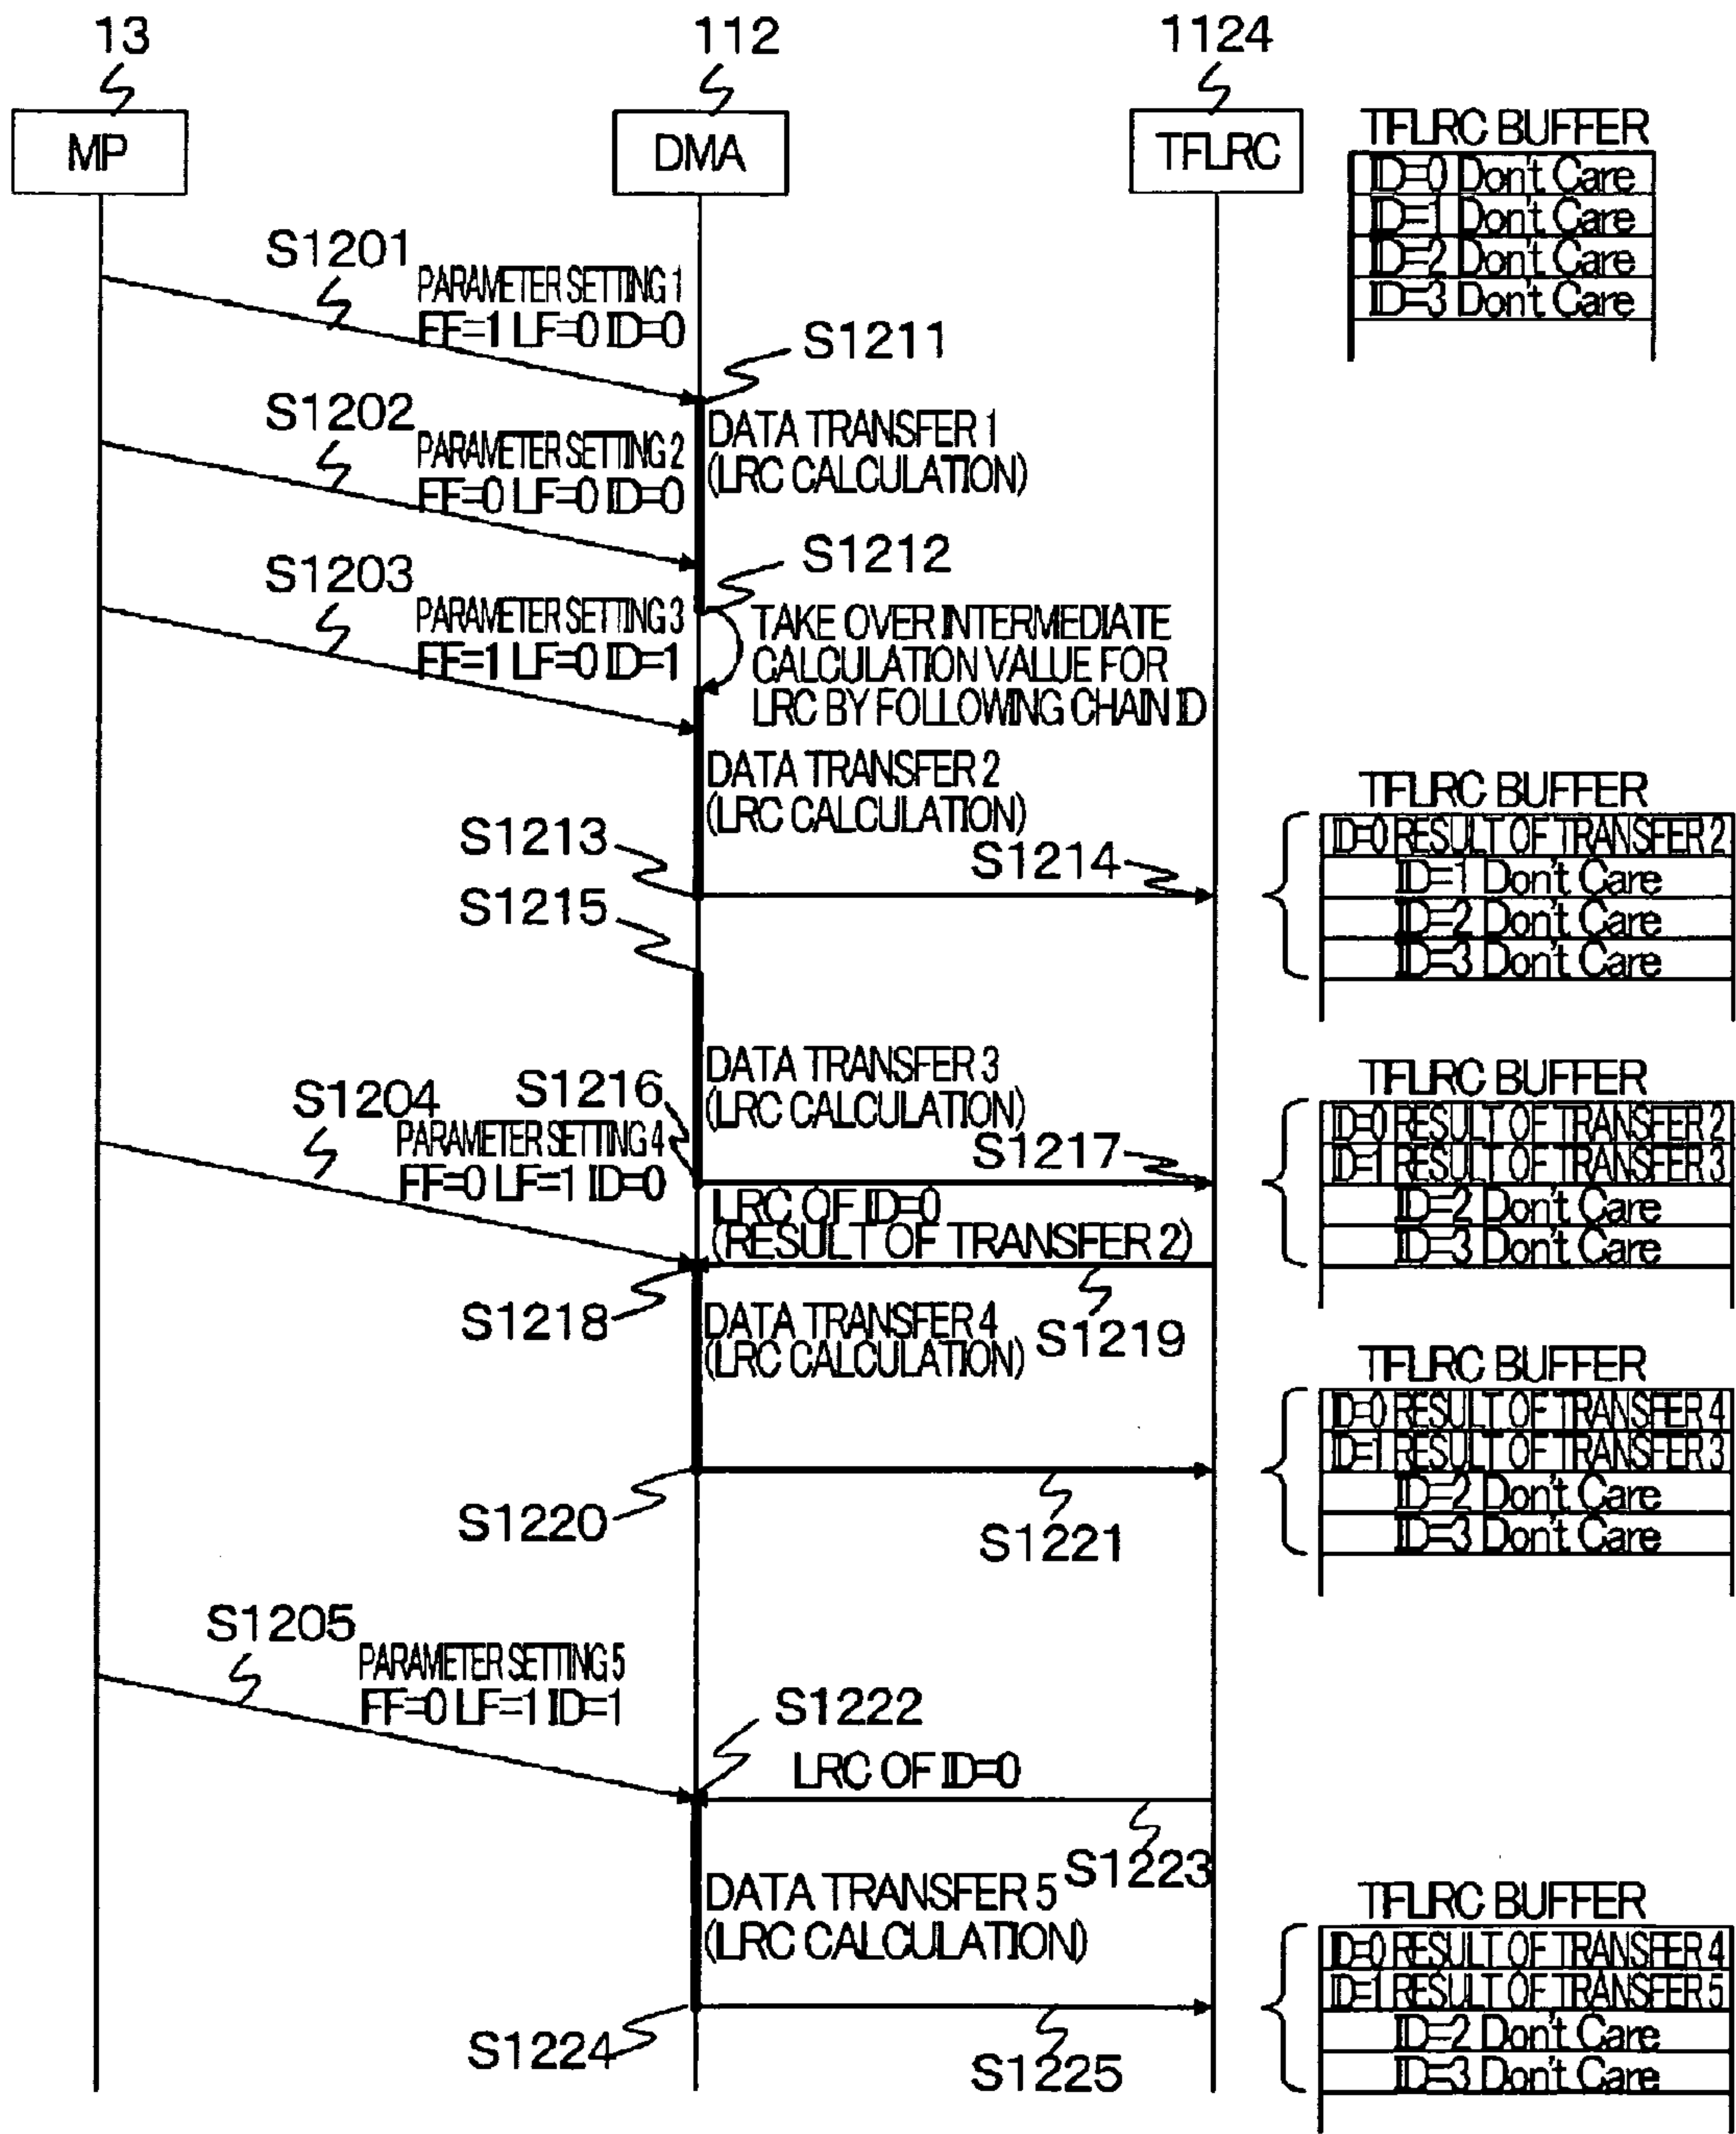 13
112
1124
MP
DMA
TFLRC
TFLRC BUFFER
ID=0 Don't Care
ID=1 Don't Care
ID=2 Don't Care
ID=3 Don't Care
S1201
PARAMETER SETTING 1
FF=1 LF=0 ID=0
S1211
DATA TRANSFER 1
(LRC CALCULATION)
S1202
PARAMETER SETTING 2
FF=0 LF=0 ID=0
S1212
TAKE OVER INTERMEDIATE
CALCULATION VALUE FOR
LRC BY FOLLOWING CHAIN ID
S1203
PARAMETER SETTING 3
FF=1 LF=0 ID=1
DATA TRANSFER 2
(LRC CALCULATION)
S1213
S1214
S1215
TFLRC BUFFER
ID=0 RESULT OF TRANSFER 2
ID=1 Don't Care
ID=2 Don't Care
ID=3 Don't Care
DATA TRANSFER 3
(LRC CALCULATION)
S1216
S1204
PARAMETER SETTING 4
FF=0 LF=1 ID=0
S1217
LRC OF ID=0
(RESULT OF TRANSFER 2)
TFLRC BUFFER
ID=0 RESULT OF TRANSFER 2
ID=1 RESULT OF TRANSFER 3
ID=2 Don't Care
ID=3 Don't Care
S1218
DATA TRANSFER 4
(LRC CALCULATION)
S1219
TFLRC BUFFER
ID=0 RESULT OF TRANSFER 4
ID=1 RESULT OF TRANSFER 3
ID=2 Don't Care
ID=3 Don't Care
S1220
S1221
S1205
PARAMETER SETTING 5
FF=0 LF=1 ID=1
S1222
LRC OF ID=0
S1223
DATA TRANSFER 5
(LRC CALCULATION)
TFLRC BUFFER
ID=0 RESULT OF TRANSFER 4
ID=1 RESULT OF TRANSFER 5
ID=2 Don't Care
ID=3 Don't Care
S1224
S1225